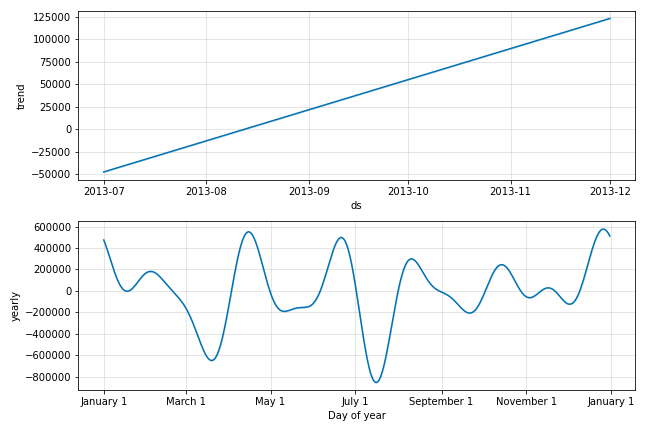 125000
100000
75000
50000
25000
0
−25000
−50000
trend
2013-07 2013-08 2013-09 2013-10 2013-11 2013-12
ds
600000
400000
200000
0
−200000
−400000
−600000
−800000
yearly
January 1 March 1 May 1 July 1 September 1 November 1 January 1
Day of year